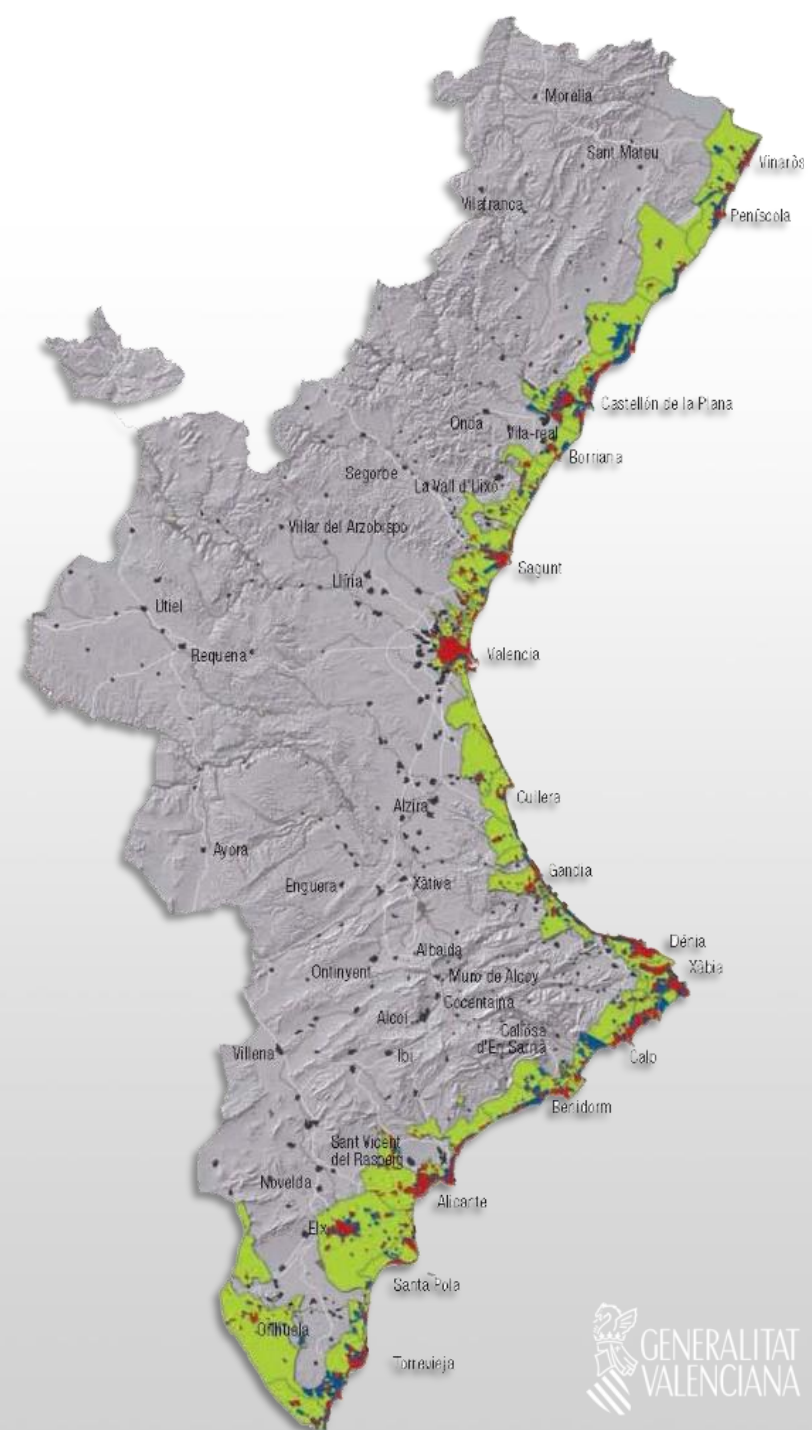 Morella
Sant Mateu
Vinaròs
Vilafranca
Peníscola
Castellón de la Plana
Onda
Vila-real
Borriana
Segorbe
La Vall d'Uixó
Villar del Arzobispo
Sagunt
Llíria
Utiel
Requena
Valencia
Cullera
Alzira
Ayora
Gandia
Enguera
Xàtiva
Dénia
Albaida
Xàbia
Ontinyent
Muro de Alcoy
Cocentaina
Alcoi
Callosa
d'En Sarrià
Villena
Ibi
Calp
Benidorm
Sant Vicent
del Raspeig
Novelda
Alicante
Elx
Santa Pola
Orihuela
Torrevieja
GENERALITAT
VALENCIANA